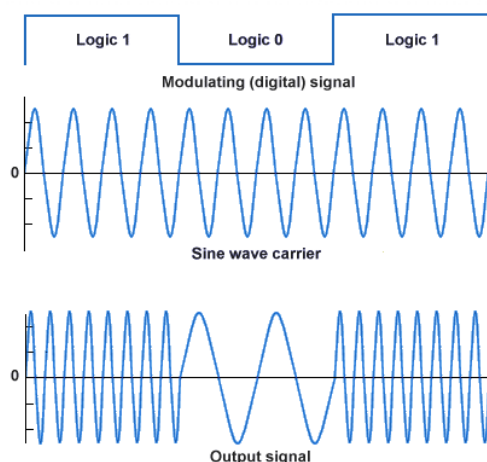 Logic 1 Logic 0 Logic 1
Modulating (digital) signal
0
Sine wave carrier
0
Output signal